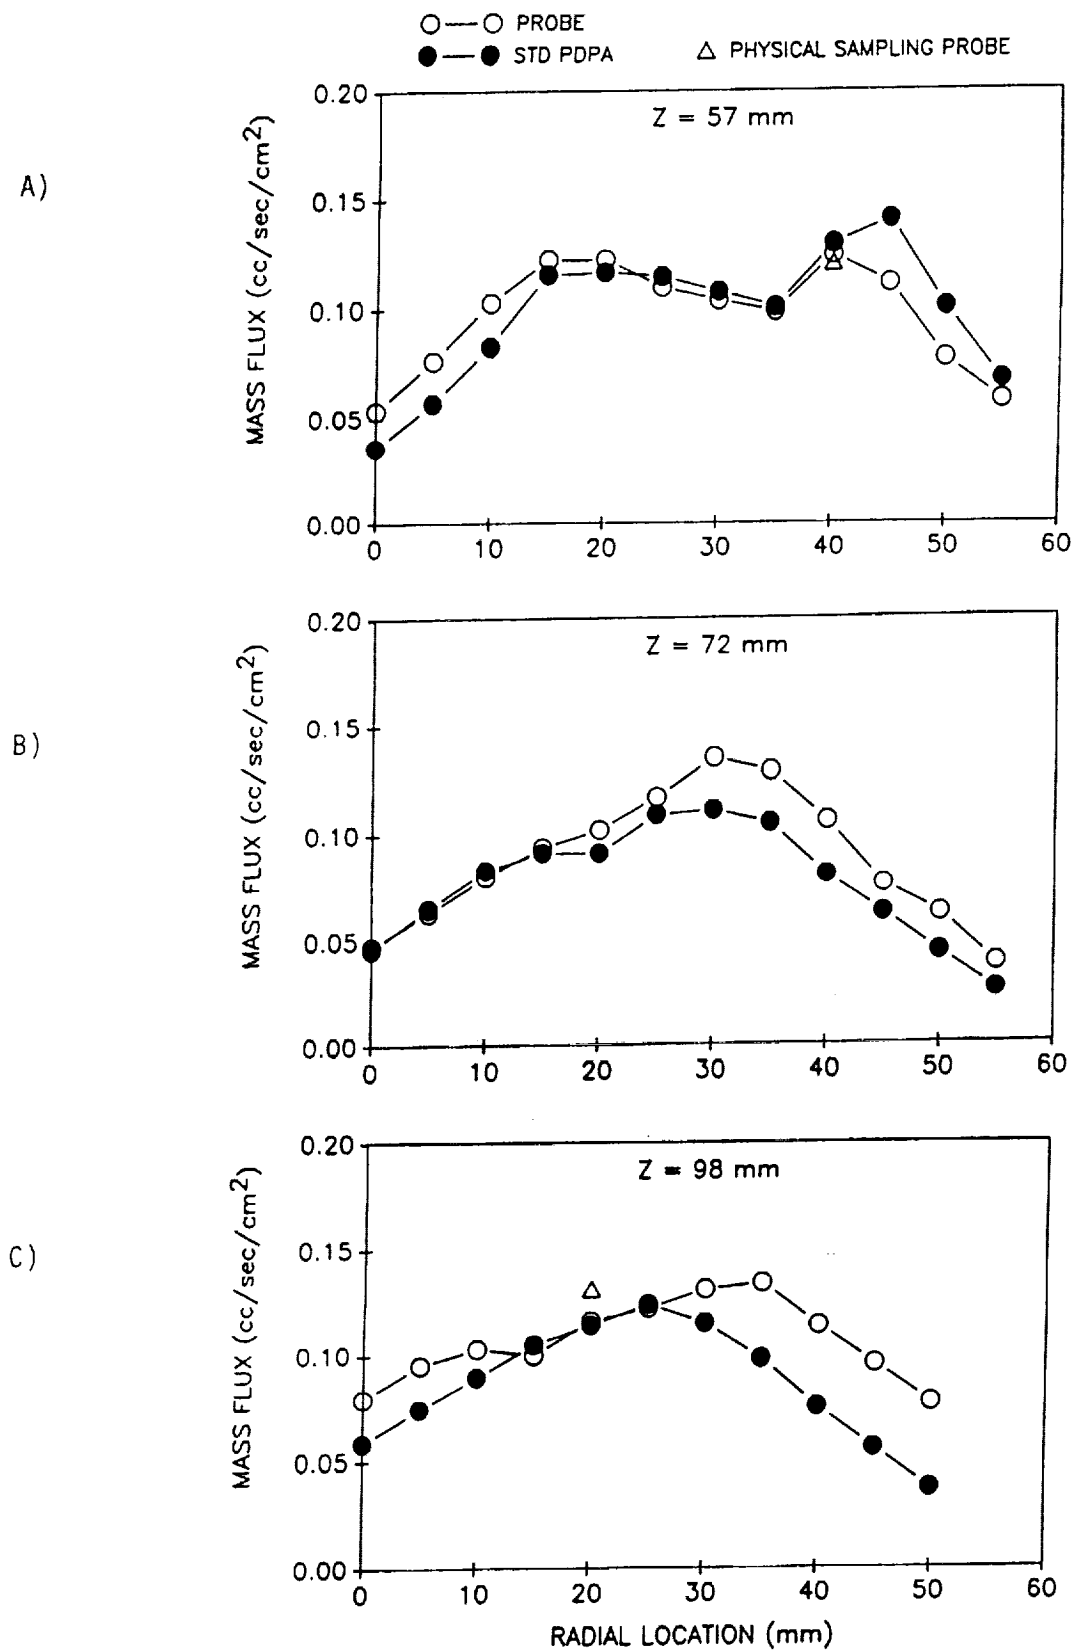 PROBE
STD PDPA
PHYSICAL SAMPLING PROBE
A)
Z = 57 mm
MASS FLUX (cc/sec/cm²)
0.20
0.15
0.10
0.05
0.00
0 10 20 30 40 50 60
B)
Z = 72 mm
MASS FLUX (cc/sec/cm²)
0.20
0.15
0.10
0.05
0.00
0 10 20 30 40 50 60
C)
Z = 98 mm
MASS FLUX (cc/sec/cm²)
0.20
0.15
0.10
0.05
0.00
0 10 20 30 40 50 60
RADIAL LOCATION (mm)